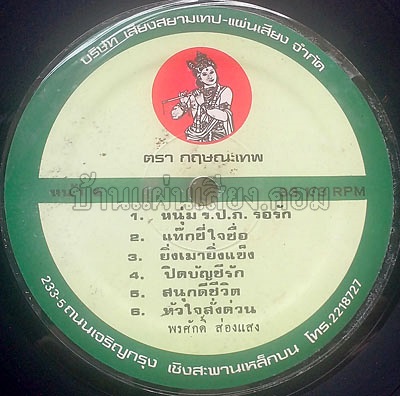 บริษัท เสียงสยามเทป-แผ่นเสียง จำกัด
ตรา กฤษณะเทพ
33 1/3 RPM
บ้านแผ่นเสียง.คอม
1. หนุ่ม ร.ป.ภ. รอรัก
2. แท๊กซี่ใจซื่อ
3. ยิ่งเมายิ่งแข็ง
4. ปิดบัญชีรัก
5. สนุกดีชีวิต
6. หัวใจสั่งด่วน
พรศักดิ์ ส่องแสง
233-5 ถนนเจริญกรุง เชิงสะพานเหล็กบน โทร. 2218727